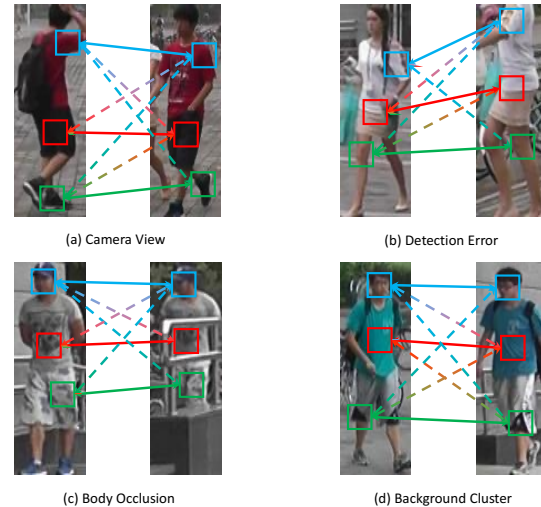 (a) Camera View
(b) Detection Error
(c) Body Occlusion
(d) Background Cluster